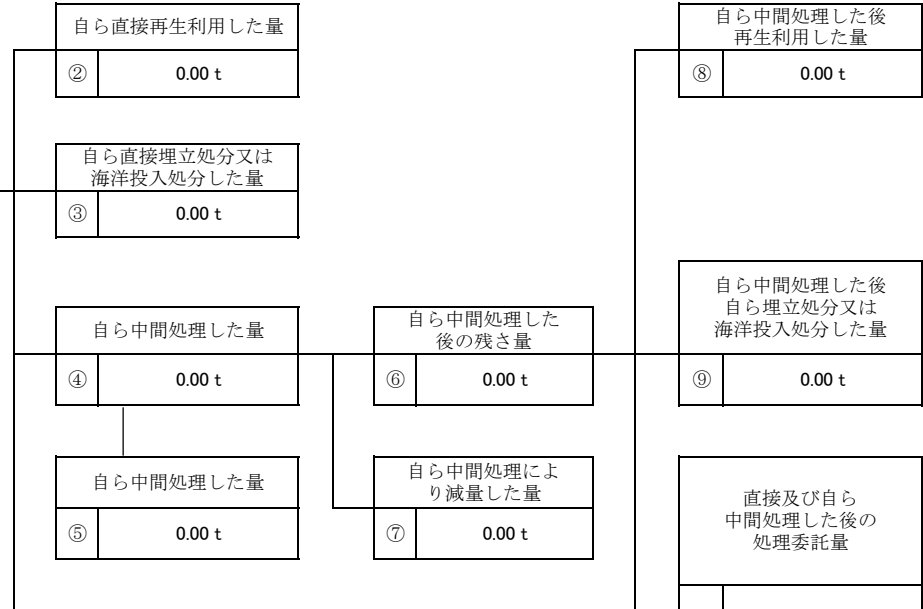 自ら直接再生利用した量
② 0.00 t
自ら中間処理した後
再生利用した量
⑧ 0.00 t
自ら直接埋立処分又は
海洋投入処分した量
③ 0.00 t
自ら中間処理した量
④ 0.00 t
自ら中間処理した
後の残さ量
⑥ 0.00 t
自ら中間処理した後
自ら埋立処分又は
海洋投入処分した量
⑨ 0.00 t
自ら中間処理した量
⑤ 0.00 t
自ら中間処理によ
り減量した量
⑦ 0.00 t
直接及び自ら
中間処理した後の
処理委託量